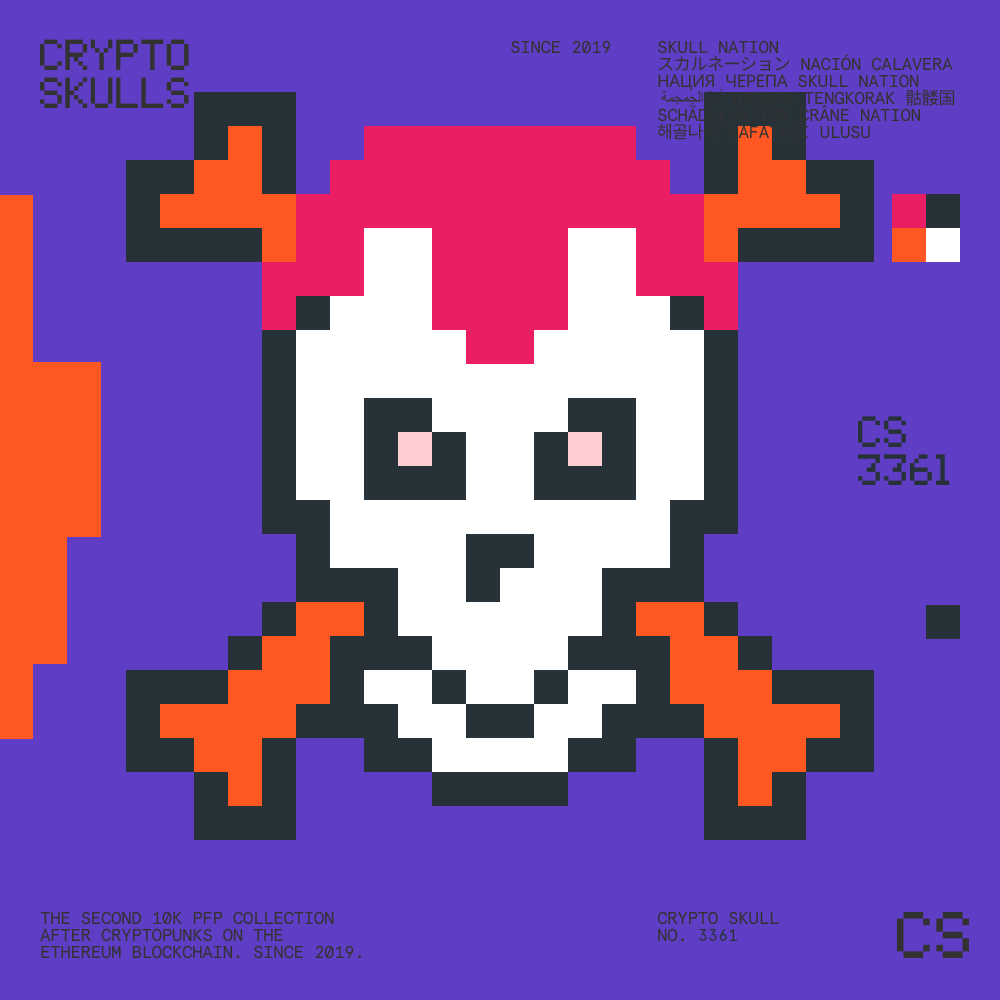 CRYPTO
SKULLS
SINCE 2019
SKULL NATION
スカルネーション NACIÓN CALAVERA
НАЦИЯ ЧЕРЕПА SKULL NATION
TENGKORAK 骷髅国
CRÂNE NATION
ULUSU
CS
3361
THE SECOND 10K PFP COLLECTION
AFTER CRYPTOPUNKS ON THE
ETHEREUM BLOCKCHAIN. SINCE 2019.
CRYPTO SKULL
NO. 3361
CS